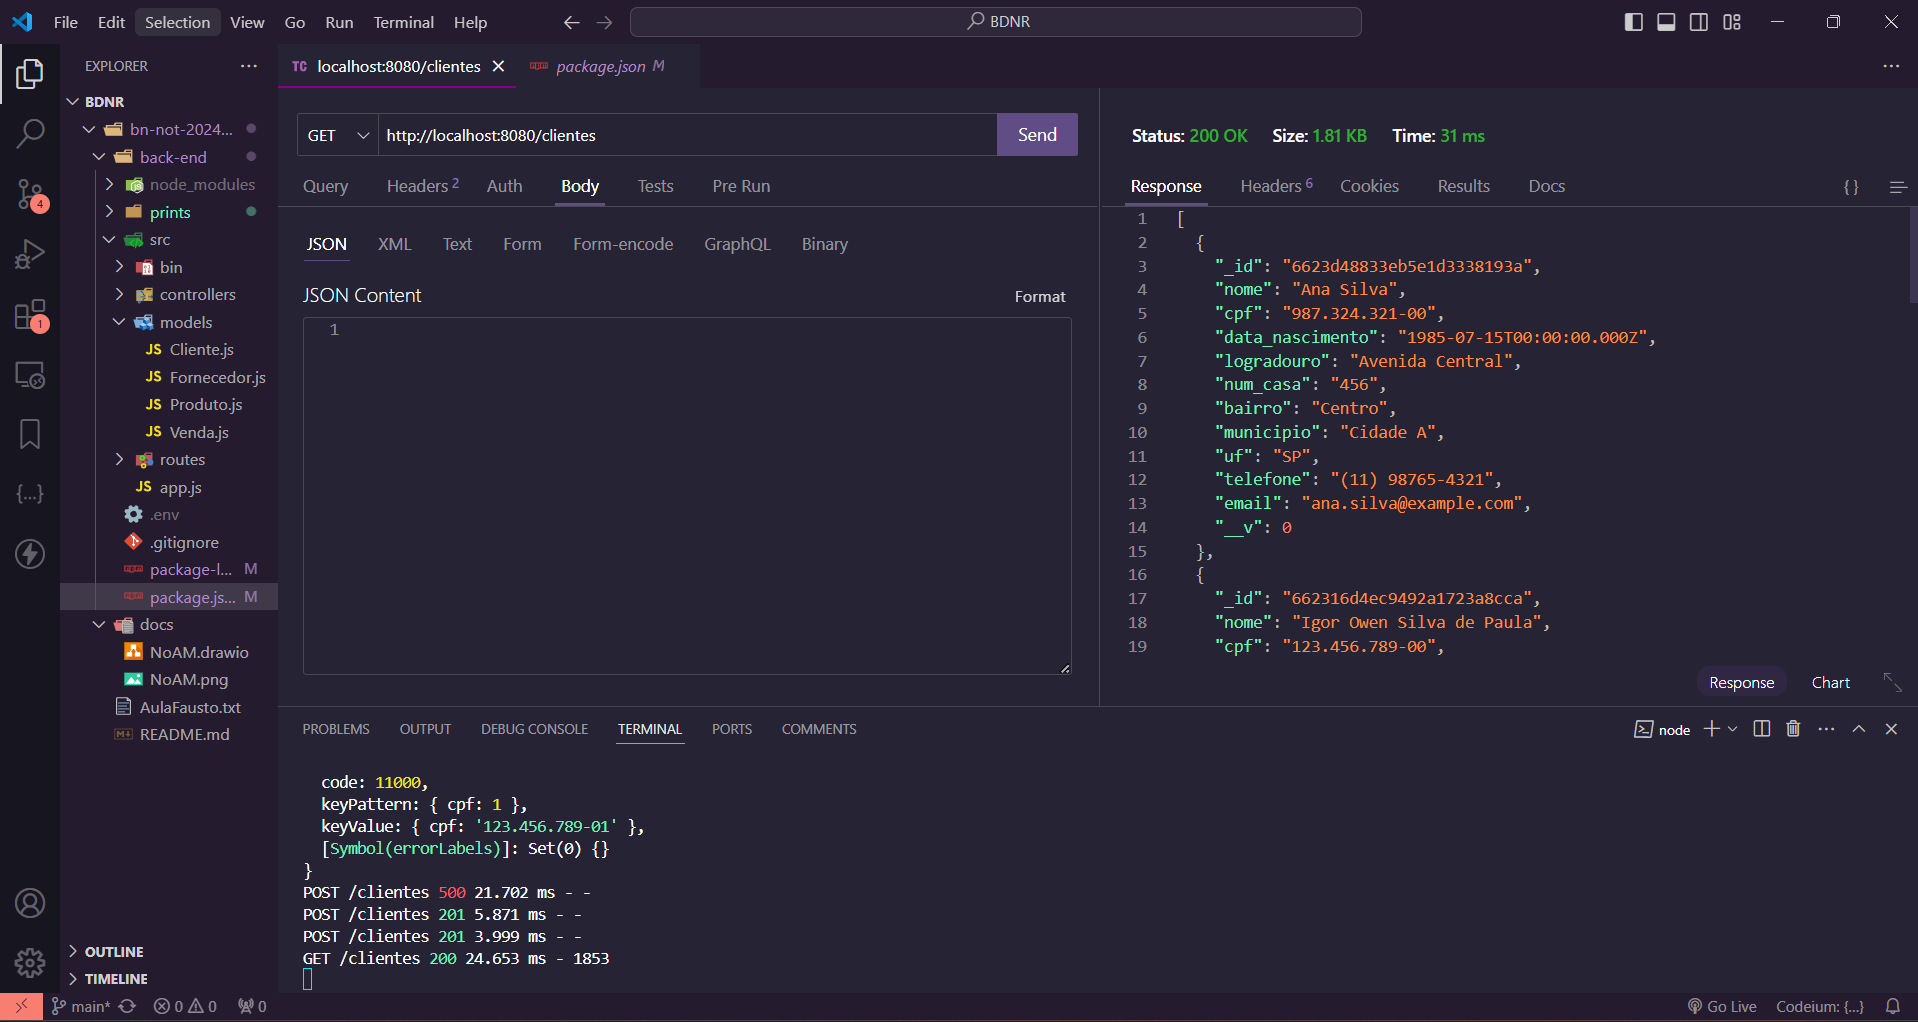 File Edit Selection View Go Run Terminal Help
BDNR
EXPLORER
BDNR
bn-not-2024...
back-end
node_modules
prints
src
bin
controllers
models
JS Cliente.js
JS Fornecedor.js
JS Produto.js
JS Venda.js
routes
JS app.js
.env
.gitignore
package-l... M
package.js... M
docs
NoAM.drawio
NoAM.png
AulaFausto.txt
README.md
OUTLINE
TIMELINE
4
1
TC localhost:8080/clientes
package.json M
GET http://localhost:8080/clientes Send
Query Headers 2 Auth Body Tests Pre Run
JSON XML Text Form Form-encode GraphQL Binary
JSON Content Format
1
Status: 200 OK Size: 1.81 KB Time: 31 ms
Response Headers 6 Cookies Results Docs {}
1 [
2 {
3 "_id": "6623d48833eb5e1d3338193a",
4 "nome": "Ana Silva",
5 "cpf": "987.324.321-00",
6 "data_nascimento": "1985-07-15T00:00:00.000Z",
7 "logradouro": "Avenida Central",
8 "num_casa": "456",
9 "bairro": "Centro",
10 "municipio": "Cidade A",
11 "uf": "SP",
12 "telefone": "(11) 98765-4321",
13 "email": "ana.silva@example.com",
14 "__v": 0
15 },
16 {
17 "_id": "662316d4ec9492a1723a8cca",
18 "nome": "Igor Owen Silva de Paula",
19 "cpf": "123.456.789-00",
Response Chart
PROBLEMS OUTPUT DEBUG CONSOLE TERMINAL PORTS COMMENTS
node
code: 11000,
keyPattern: { cpf: 1 },
keyValue: { cpf: '123.456.789-01' },
[Symbol(errorLabels)]: Set(0) {}
}
POST /clientes 500 21.702 ms - -
POST /clientes 201 5.871 ms - -
POST /clientes 201 3.999 ms - -
GET /clientes 200 24.653 ms - 1853
main* 0 0 0
Go Live Codeium: {...}